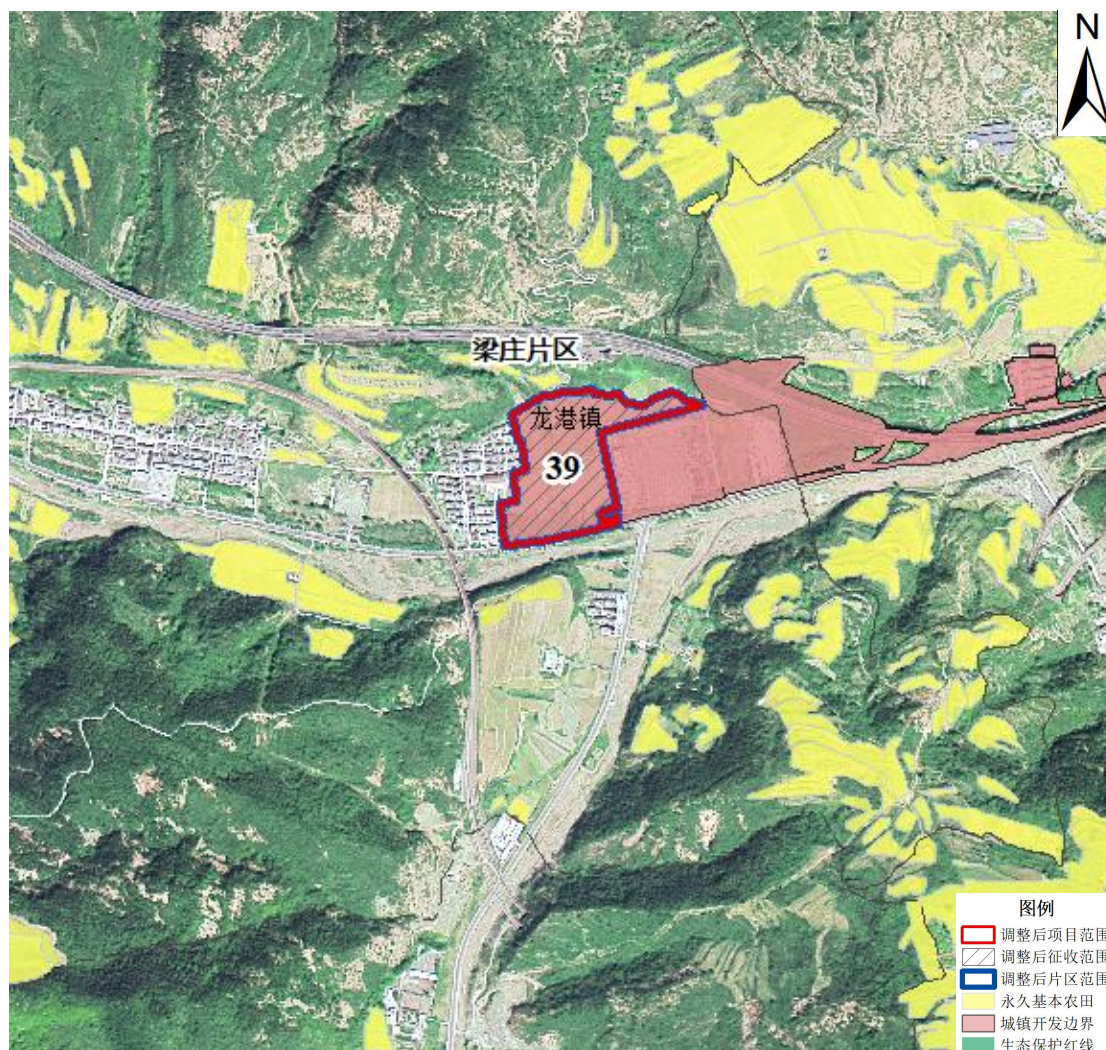 N
梁庄片区
龙港镇
39
图例
调整后项目范围
调整后征收范围
调整后片区范围
永久基本农田
城镇开发边界
生态保护红线